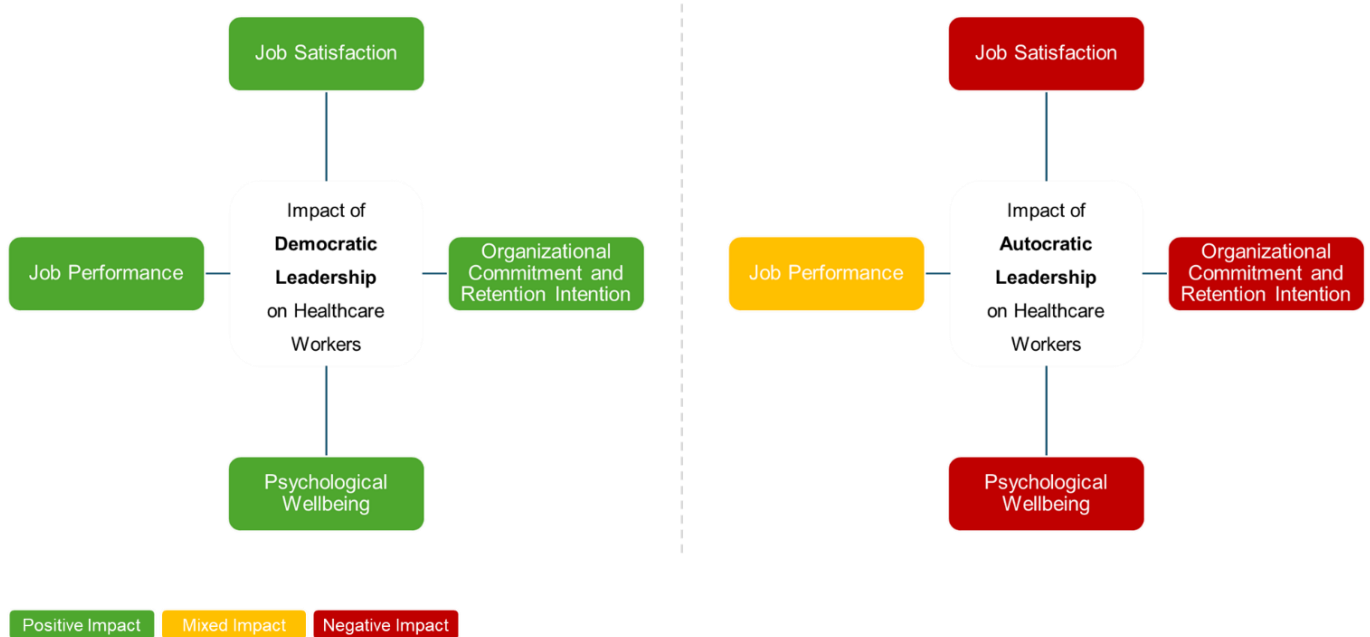 Job Satisfaction
Impact of
Democratic
Leadership
on Healthcare
Workers
Job Performance
Organizational
Commitment and
Retention Intention
Psychological
Wellbeing
Job Satisfaction
Impact of
Autocratic
Leadership
on Healthcare
Workers
Job Performance
Organizational
Commitment and
Retention Intention
Psychological
Wellbeing
Positive Impact
Mixed Impact
Negative Impact